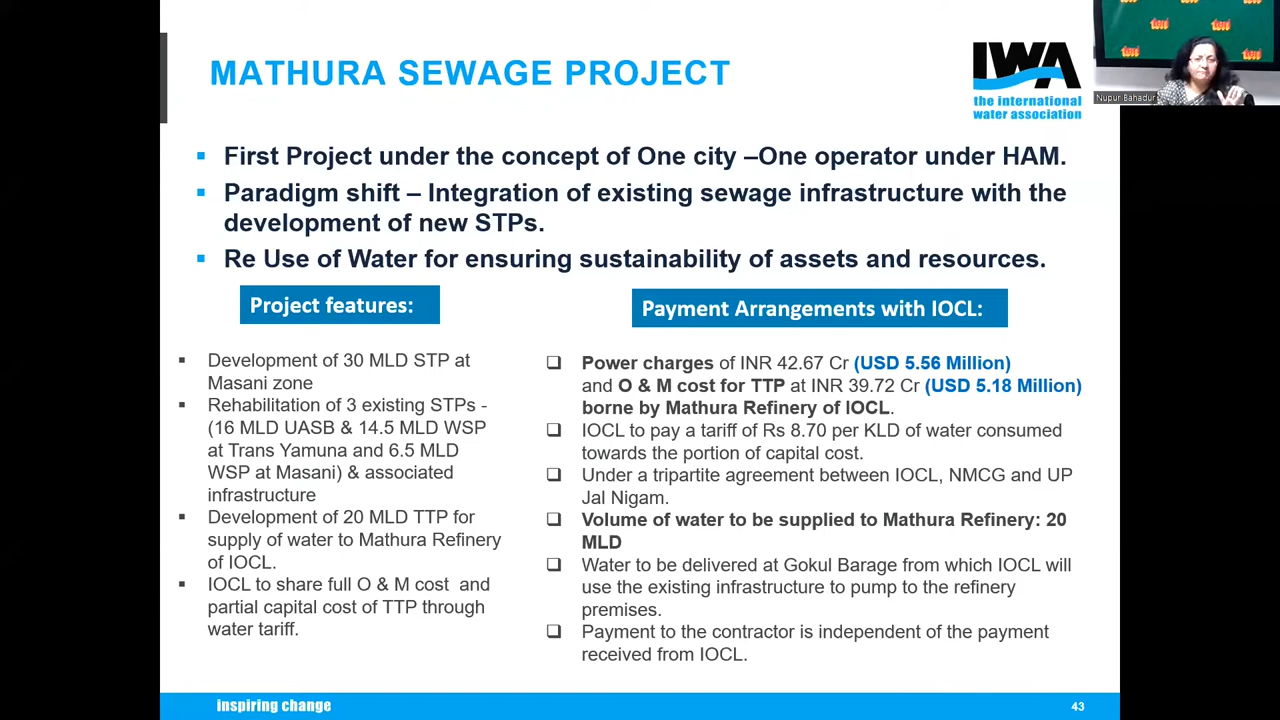 MATHURA SEWAGE PROJECT
IWA
the international
water association
Nupur Bahadur
▪ First Project under the concept of One city –One operator under HAM.
▪ Paradigm shift – Integration of existing sewage infrastructure with the
development of new STPs.
▪ Re Use of Water for ensuring sustainability of assets and resources.
Project features:
▪ Development of 30 MLD STP at
Masani zone
▪ Rehabilitation of 3 existing STPs -
(16 MLD UASB & 14.5 MLD WSP
at Trans Yamuna and 6.5 MLD
WSP at Masani) & associated
infrastructure
▪ Development of 20 MLD TTP for
supply of water to Mathura Refinery
of IOCL.
▪ IOCL to share full O & M cost and
partial capital cost of TTP through
water tariff.
Payment Arrangements with IOCL:
❑ Power charges of INR 42.67 Cr (USD 5.56 Million)
and O & M cost for TTP at INR 39.72 Cr (USD 5.18 Million)
borne by Mathura Refinery of IOCL.
❑ IOCL to pay a tariff of Rs 8.70 per KLD of water consumed
towards the portion of capital cost.
❑ Under a tripartite agreement between IOCL, NMCG and UP
Jal Nigam.
❑ Volume of water to be supplied to Mathura Refinery: 20
MLD
❑ Water to be delivered at Gokul Barage from which IOCL will
use the existing infrastructure to pump to the refinery
premises.
❑ Payment to the contractor is independent of the payment
received from IOCL.
inspiring change
43